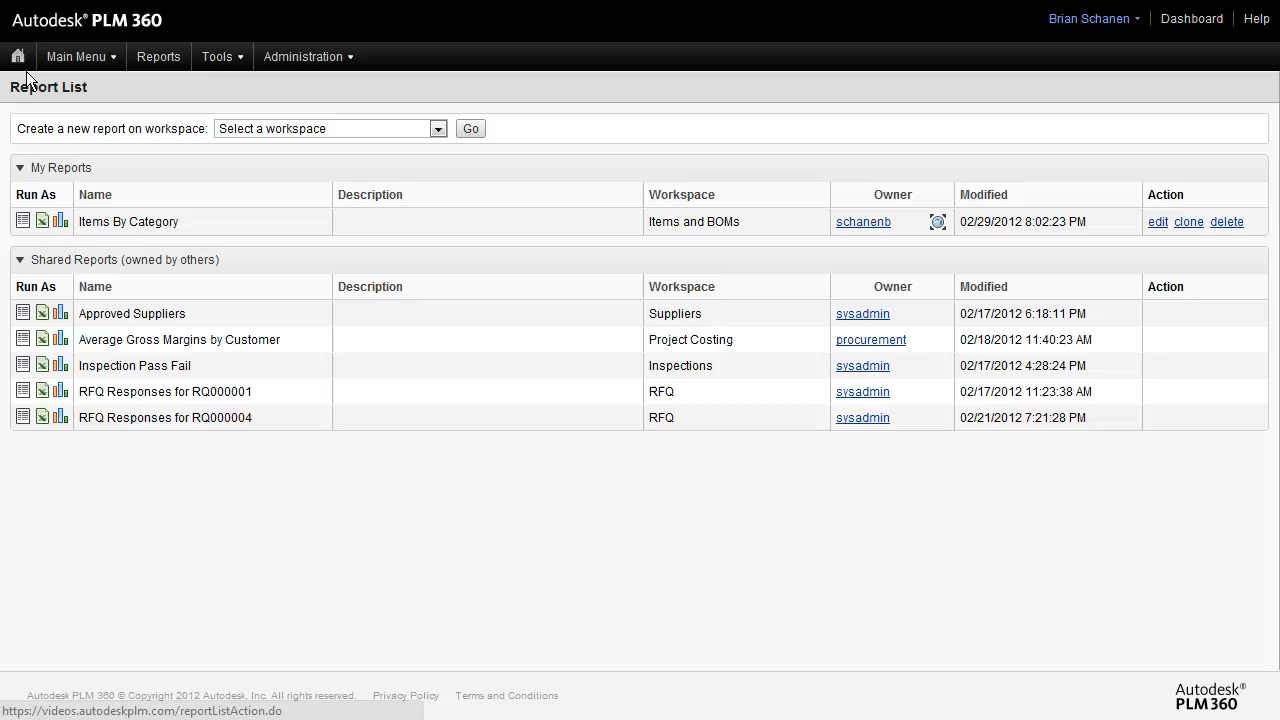 Autodesk® PLM 360
Brian Schanen Dashboard Help
Main Menu Reports Tools Administration
Report List
Create a new report on workspace: Select a workspace Go
My Reports
Run As Name Description Workspace Owner Modified Action
Items By Category Items and BOMs schanenb 02/29/2012 8:02:23 PM edit clone delete
Shared Reports (owned by others)
Run As Name Description Workspace Owner Modified Action
Approved Suppliers Suppliers sysadmin 02/17/2012 6:18:11 PM
Average Gross Margins by Customer Project Costing procurement 02/18/2012 11:40:23 AM
Inspection Pass Fail Inspections sysadmin 02/17/2012 4:28:24 PM
RFQ Responses for RQ000001 RFQ sysadmin 02/17/2012 11:23:38 AM
RFQ Responses for RQ000004 RFQ sysadmin 02/21/2012 7:21:28 PM
Autodesk PLM 360 © Copyright 2012 Autodesk, Inc. All rights reserved. Privacy Policy Terms and Conditions
Autodesk®
PLM 360
https://videos.autodeskplm.com/reportListAction.do